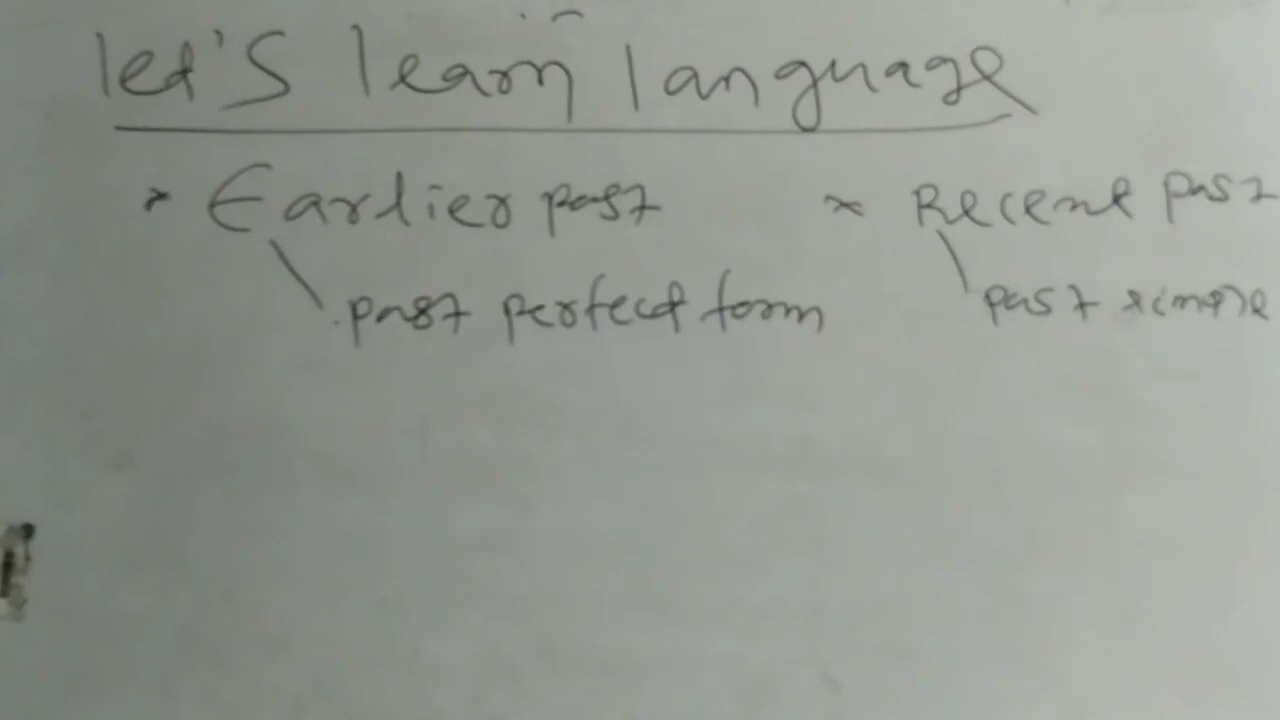 let's learn language
× Earlier past × Recent past
past perfect form past simple